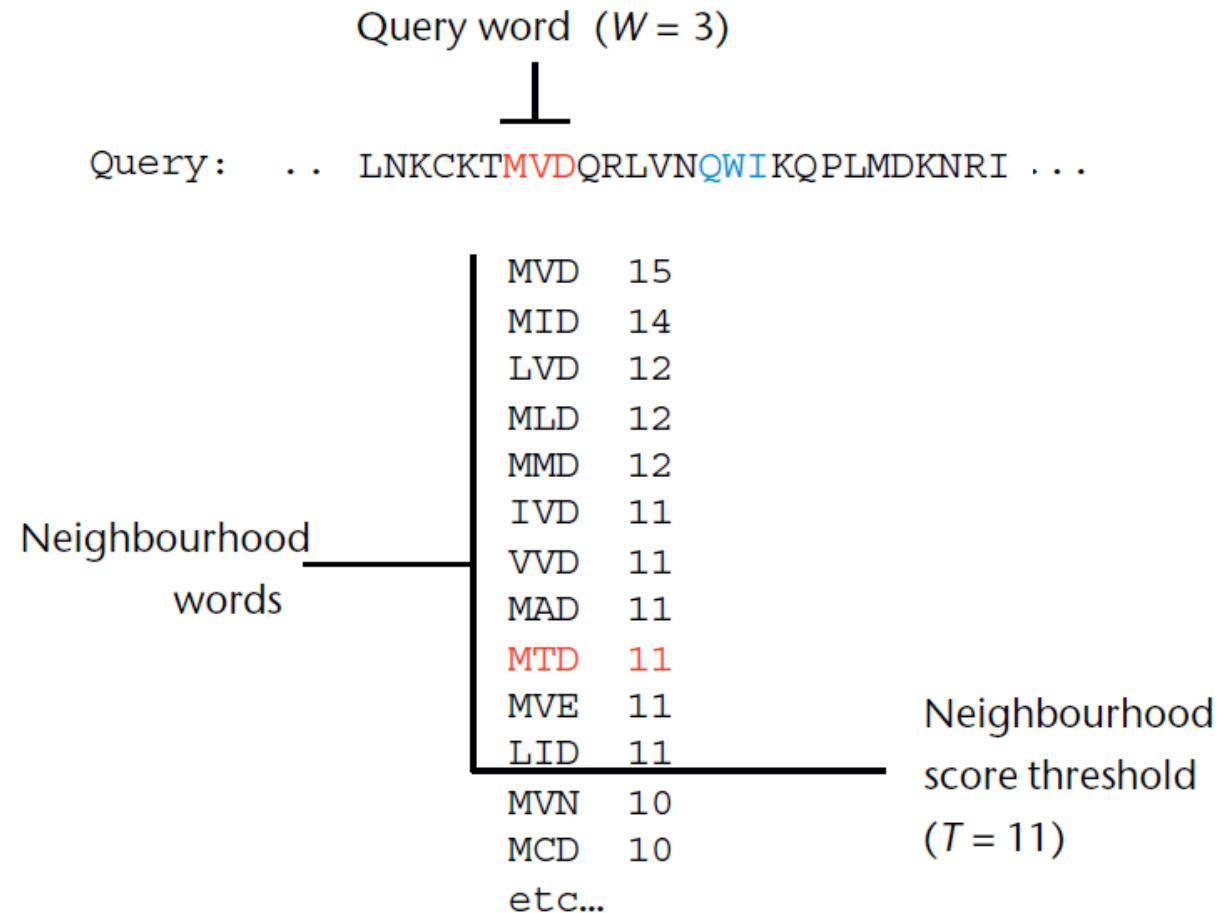 Query word (W = 3)
Query: .. LNKCKTMVDQRLVNQWIKQPLMDKNRI ...
MVD 15
MID 14
LVD 12
MLD 12
MMD 12
IVD 11
VVD 11
MAD 11
MTD 11
MVE 11
LID 11
MVN 10
MCD 10
etc…
Neighbourhood
words
Neighbourhood
score threshold
(T = 11)